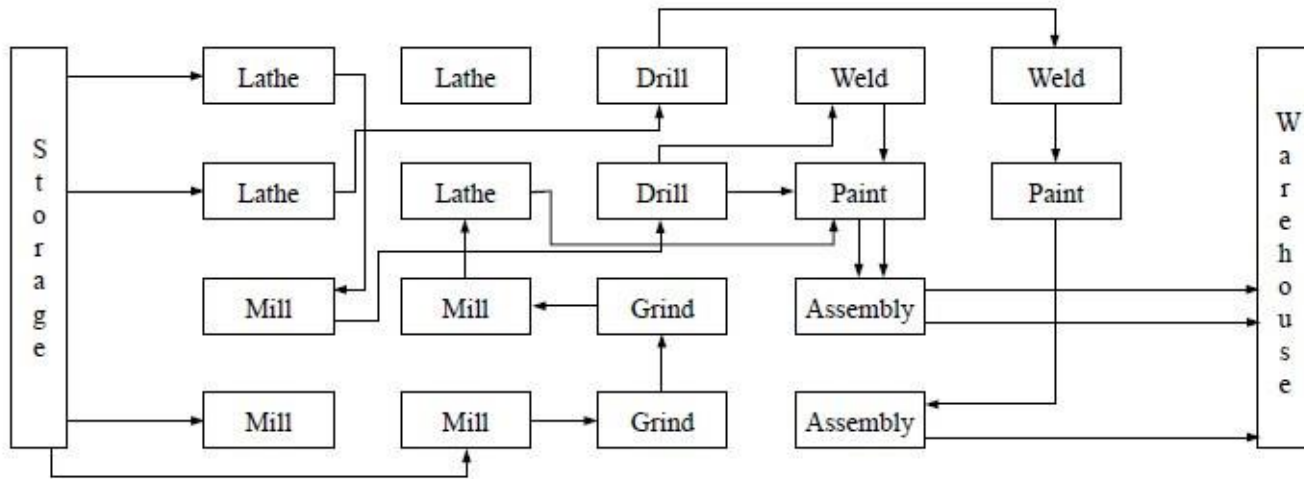 Storage
Lathe
Lathe
Drill
Weld
Weld
Warehouse
Lathe
Lathe
Drill
Paint
Paint
Mill
Mill
Grind
Assembly
Mill
Mill
Grind
Assembly